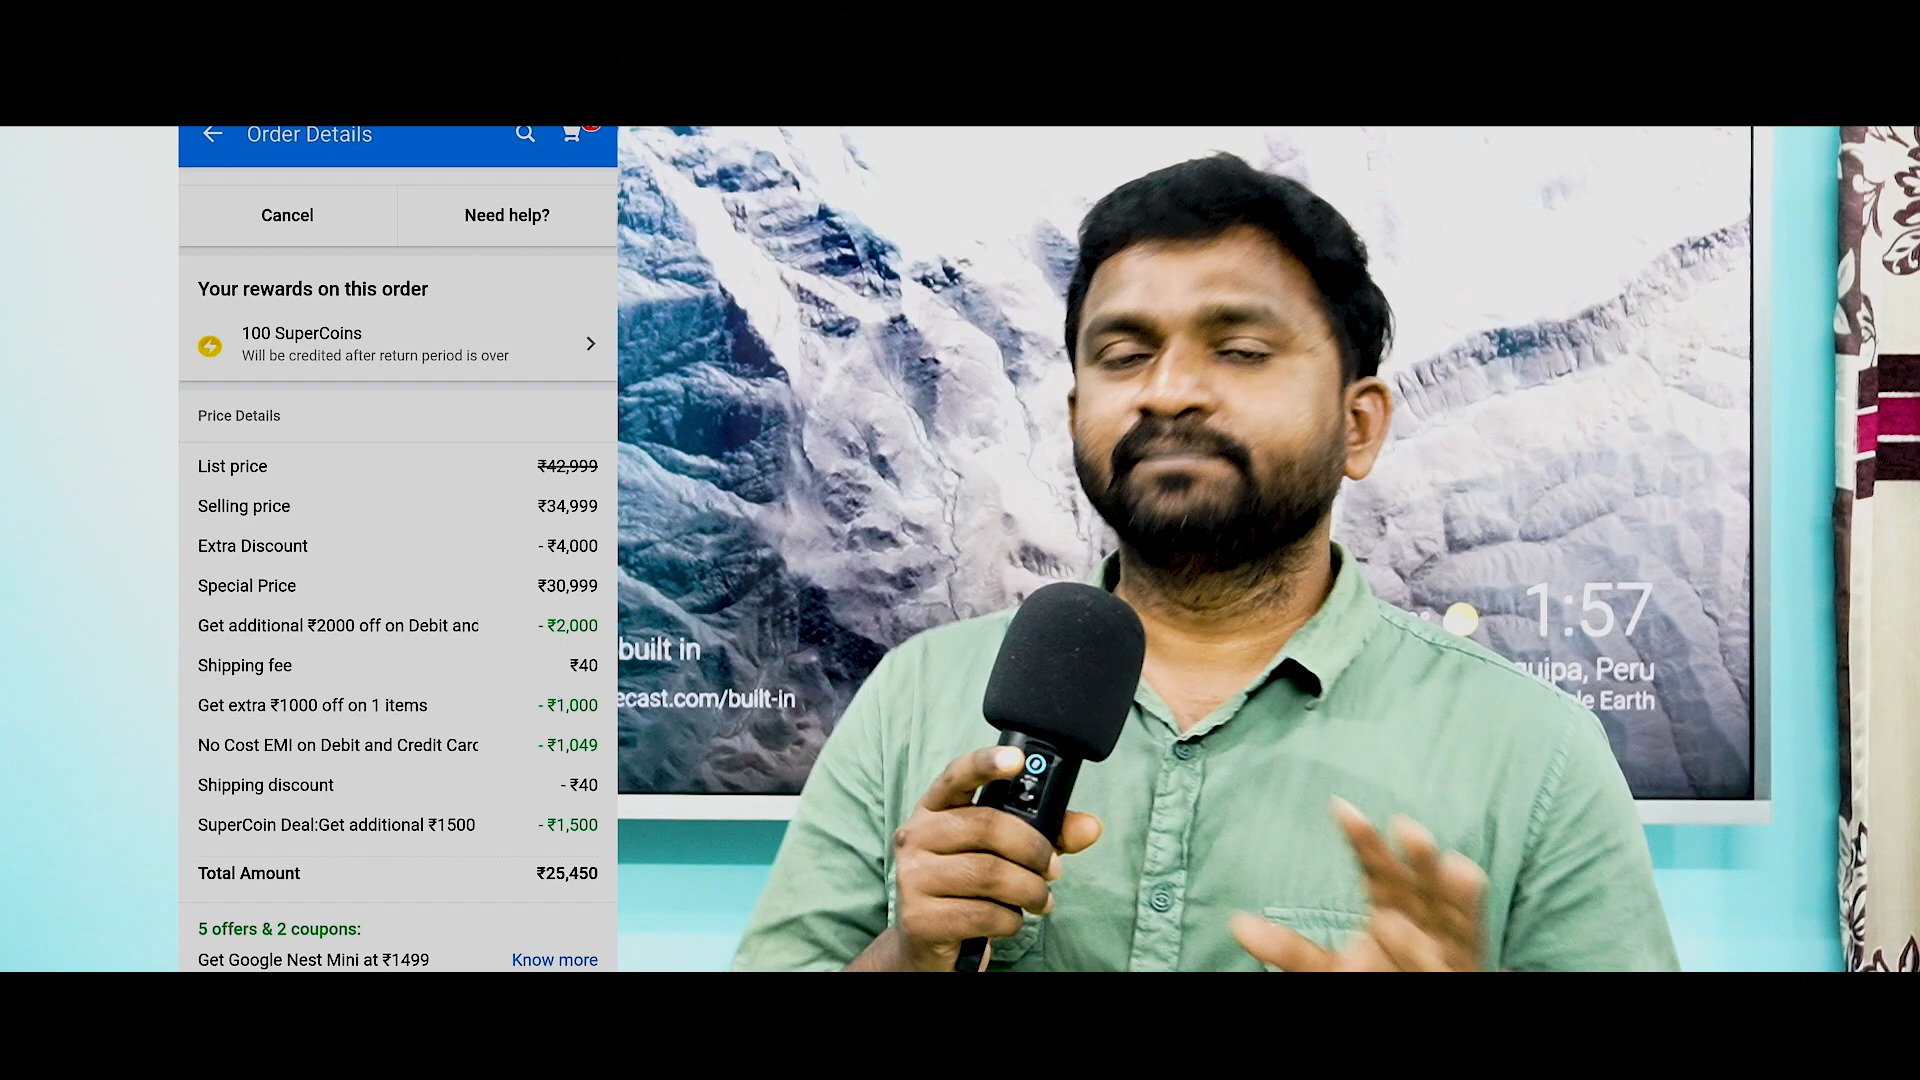 Order Details
Cancel
Need help?
Your rewards on this order
100 SuperCoins
Will be credited after return period is over
Price Details
List price ₹42,999
Selling price ₹34,999
Extra Discount - ₹4,000
Special Price ₹30,999
Get additional ₹2000 off on Debit and - ₹2,000
Shipping fee ₹40
Get extra ₹1000 off on 1 items - ₹1,000
No Cost EMI on Debit and Credit Card - ₹1,049
Shipping discount - ₹40
SuperCoin Deal:Get additional ₹1500 - ₹1,500
Total Amount ₹25,450
5 offers & 2 coupons:
Get Google Nest Mini at ₹1499 Know more
built in
ecast.com/built-in
1:57
uipa, Peru
le Earth